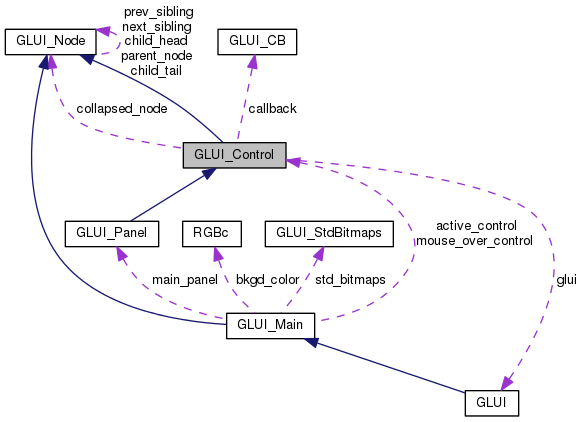 prev_sibling
next_sibling
child_head
parent_node
child_tail
GLUI_Node
GLUI_CB
collapsed_node
callback
GLUI_Control
GLUI_Panel
RGBc
GLUI_StdBitmaps
active_control
mouse_over_control
main_panel
bkgd_color
std_bitmaps
glui
GLUI_Main
GLUI